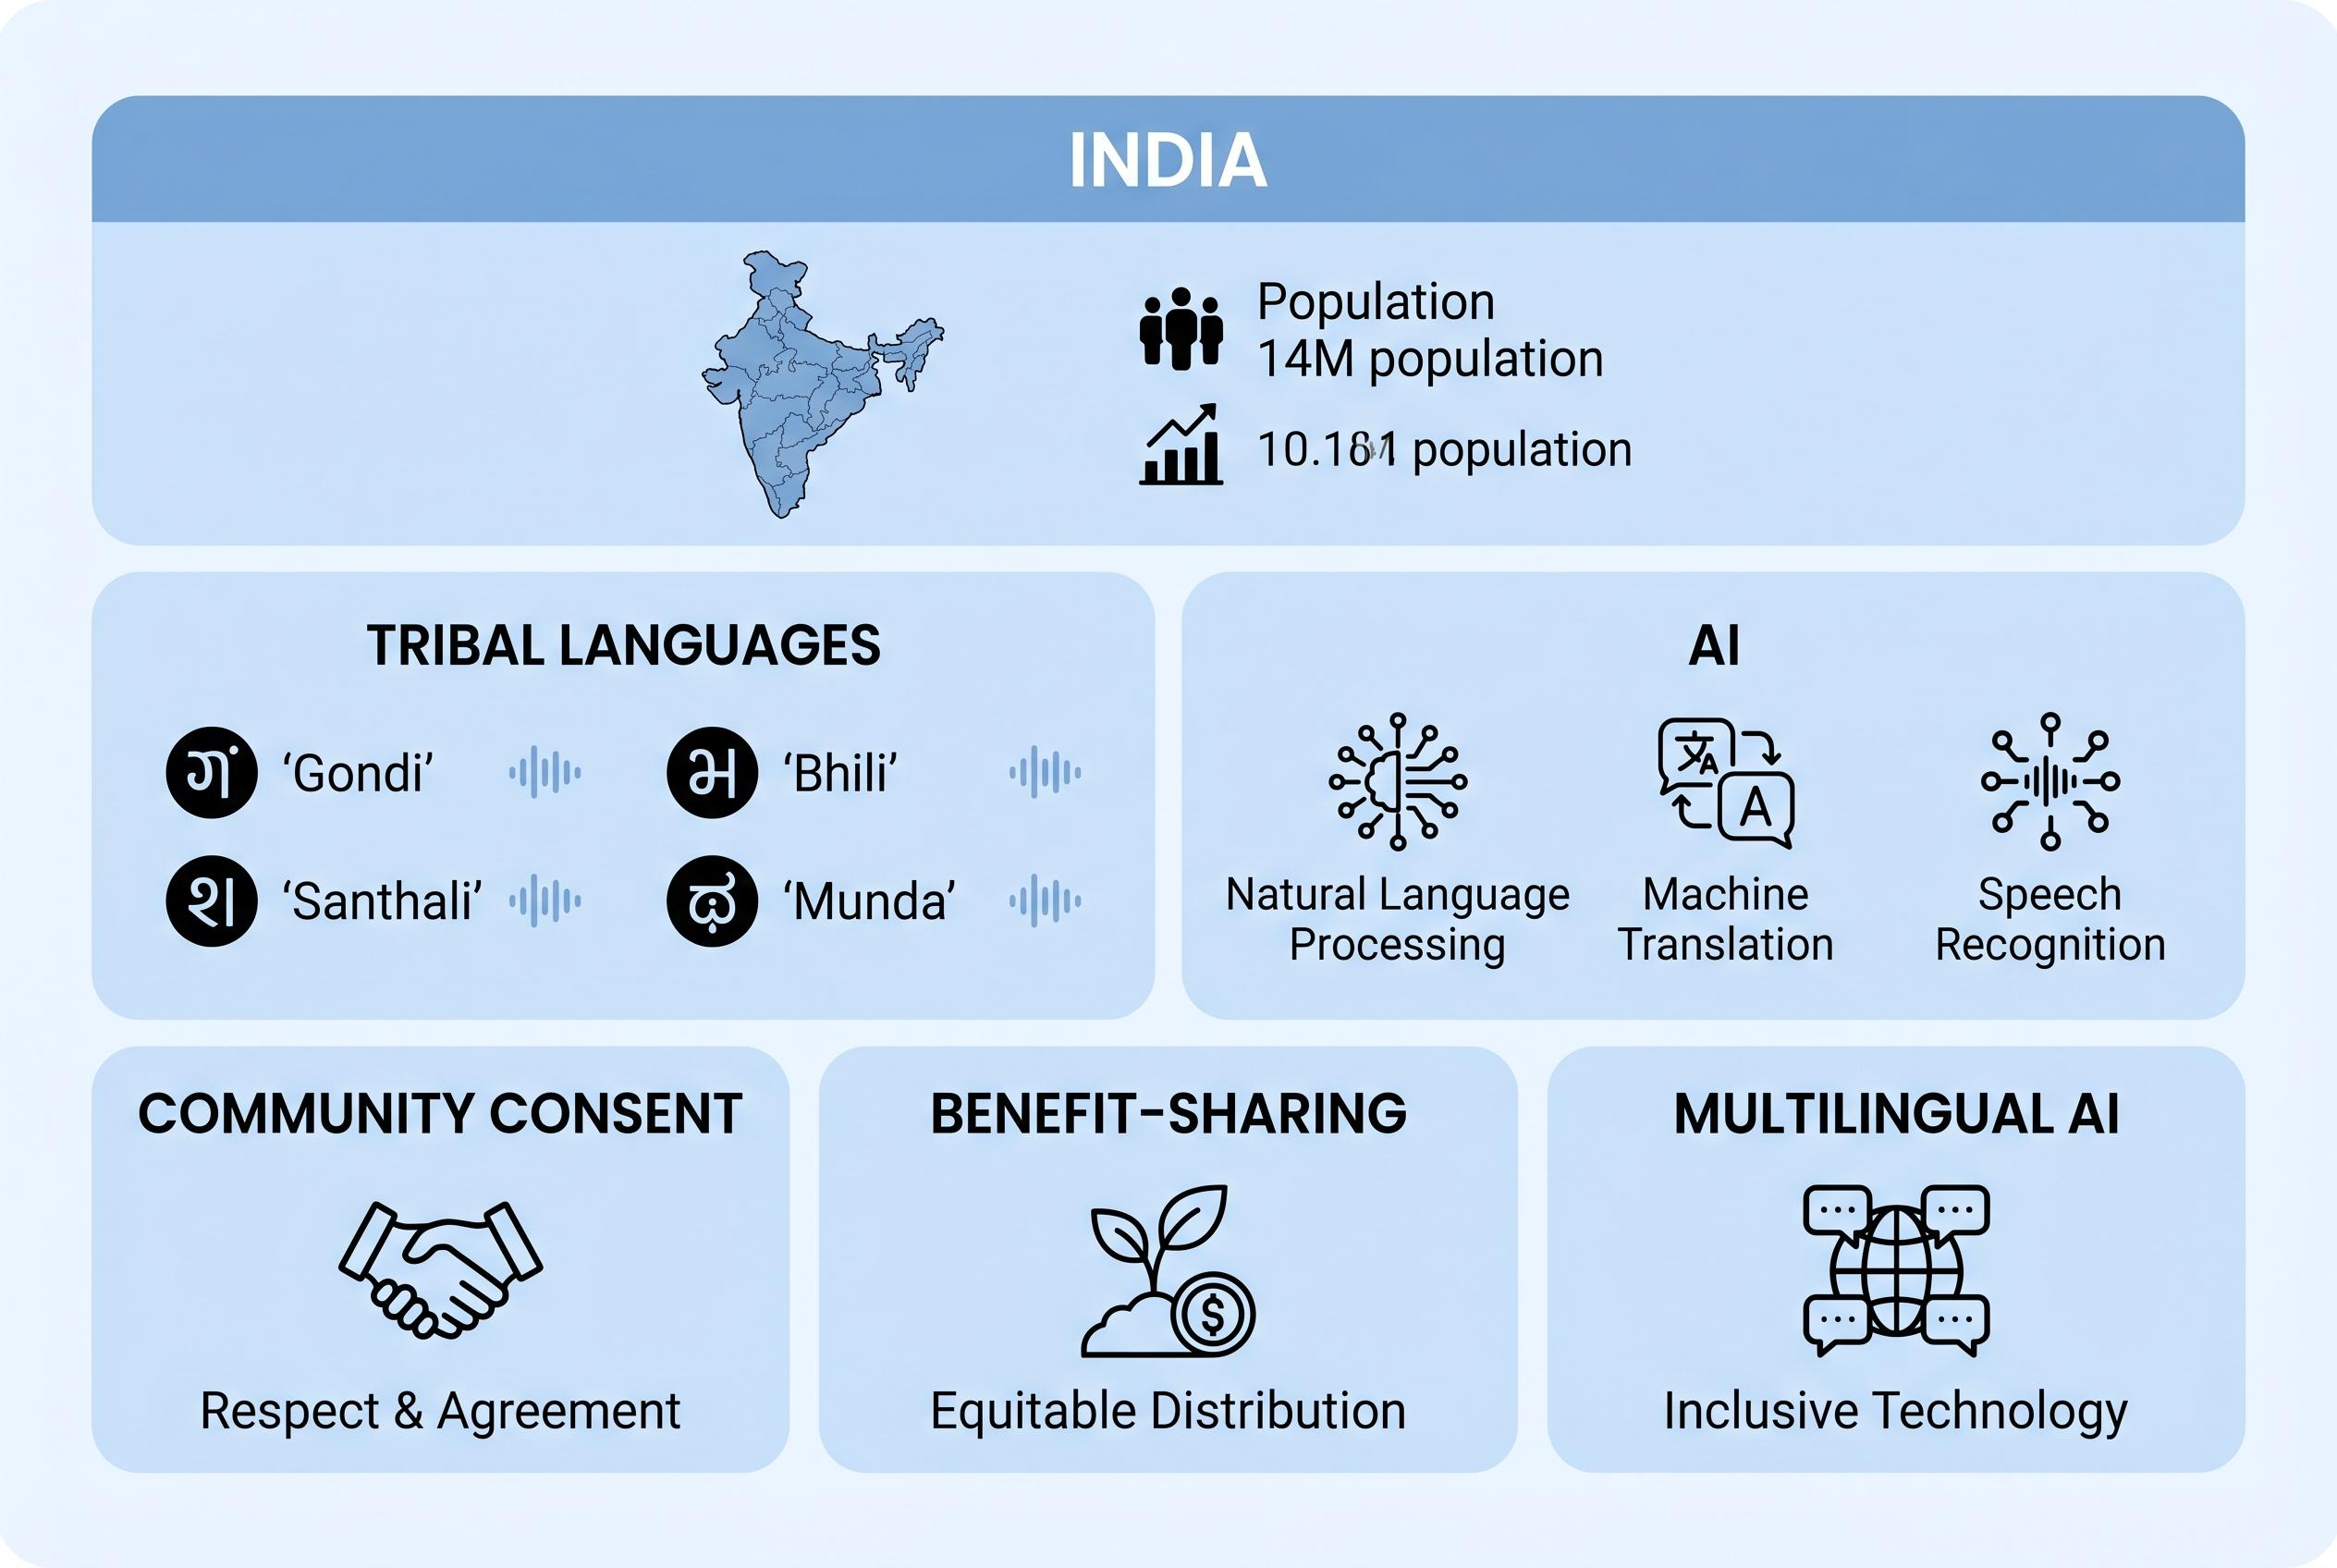 INDIA
Population
14M population
population
TRIBAL LANGUAGES
‘Gondi’
‘Bhili’
‘Santhali’
‘Munda’
AI
Natural Language
Processing
Machine
Translation
Speech
Recognition
COMMUNITY CONSENT
BENEFIT-SHARING
MULTILINGUAL AI
Respect & Agreement
Equitable Distribution
Inclusive Technology